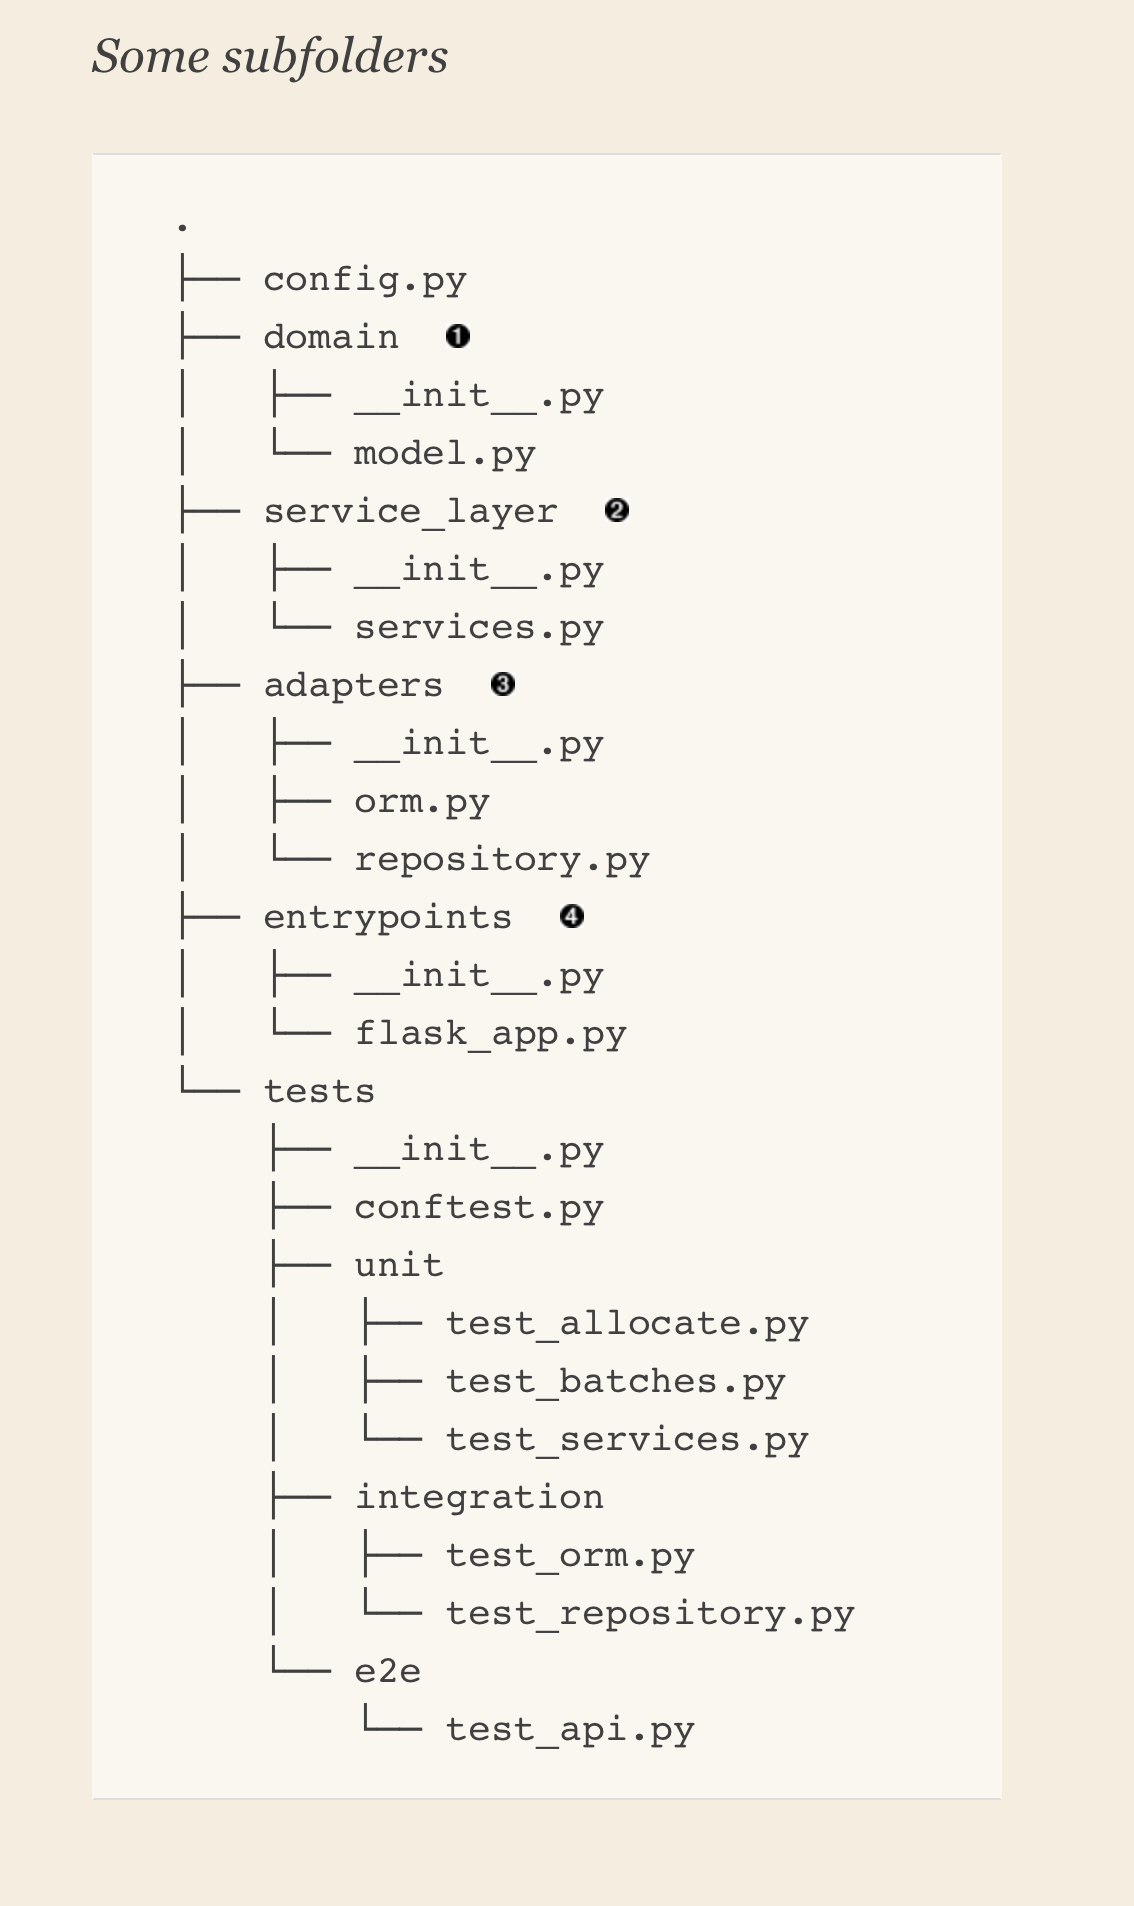 Some subfolders
.
├── config.py
├── domain ❶
│   ├── __init__.py
│   └── model.py
├── service_layer ❷
│   ├── __init__.py
│   └── services.py
├── adapters ❸
│   ├── __init__.py
│   ├── orm.py
│   └── repository.py
├── entrypoints ❹
│   ├── __init__.py
│   └── flask_app.py
└── tests
    ├── __init__.py
    ├── conftest.py
    ├── unit
    │   ├── test_allocate.py
    │   ├── test_batches.py
    │   └── test_services.py
    ├── integration
    │   ├── test_orm.py
    │   └── test_repository.py
    └── e2e
        └── test_api.py